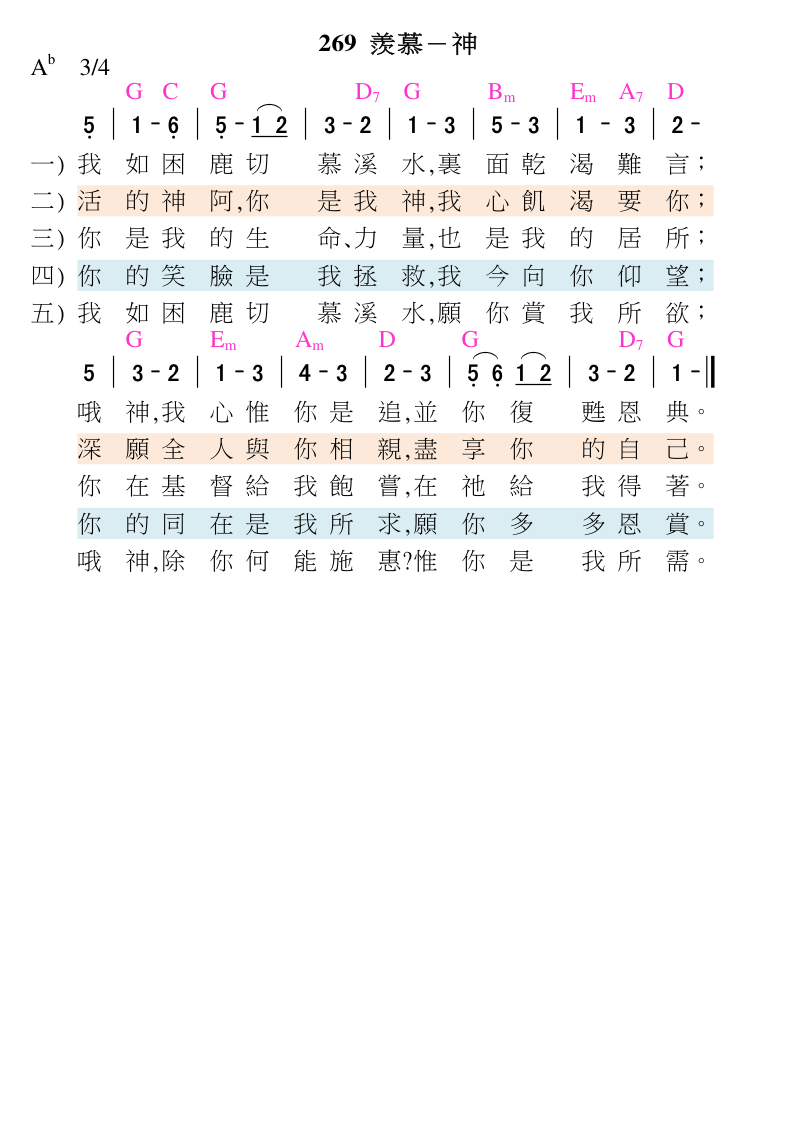 269 羨慕－神
A♭ 3/4
G C G D7 G Bm Em A7 D
5̣ | 1 - 6̣ | 5̣ - 1 2 | 3 - 2 | 1 - 3 | 5 - 3 | 1 - 3 | 2 -
一) 我 如 困 鹿 切 慕 溪 水,裏 面 乾 渴 難 言；
二) 活 的 神 阿,你 是 我 神,我 心 飢 渴 要 你；
三) 你 是 我 的 生 命、力 量,也 是 我 的 居 所；
四) 你 的 笑 臉 是 我 拯 救,我 今 向 你 仰 望；
五) 我 如 困 鹿 切 慕 溪 水,願 你 賞 我 所 欲；
G Em Am D G D7 G
5 | 3 - 2 | 1 - 3 | 4 - 3 | 2 - 3 | 5̣ 6̣ 1 2 | 3 - 2 | 1 - ‖
哦 神,我 心 惟 你 是 追,並 你 復 甦 恩 典。
深 願 全 人 與 你 相 親,盡 享 你 的 自 己。
你 在 基 督 給 我 飽 嘗,在 祂 給 我 得 著。
你 的 同 在 是 我 所 求,願 你 多 多 恩 賞。
哦 神,除 你 何 能 施 惠?惟 你 是 我 所 需。